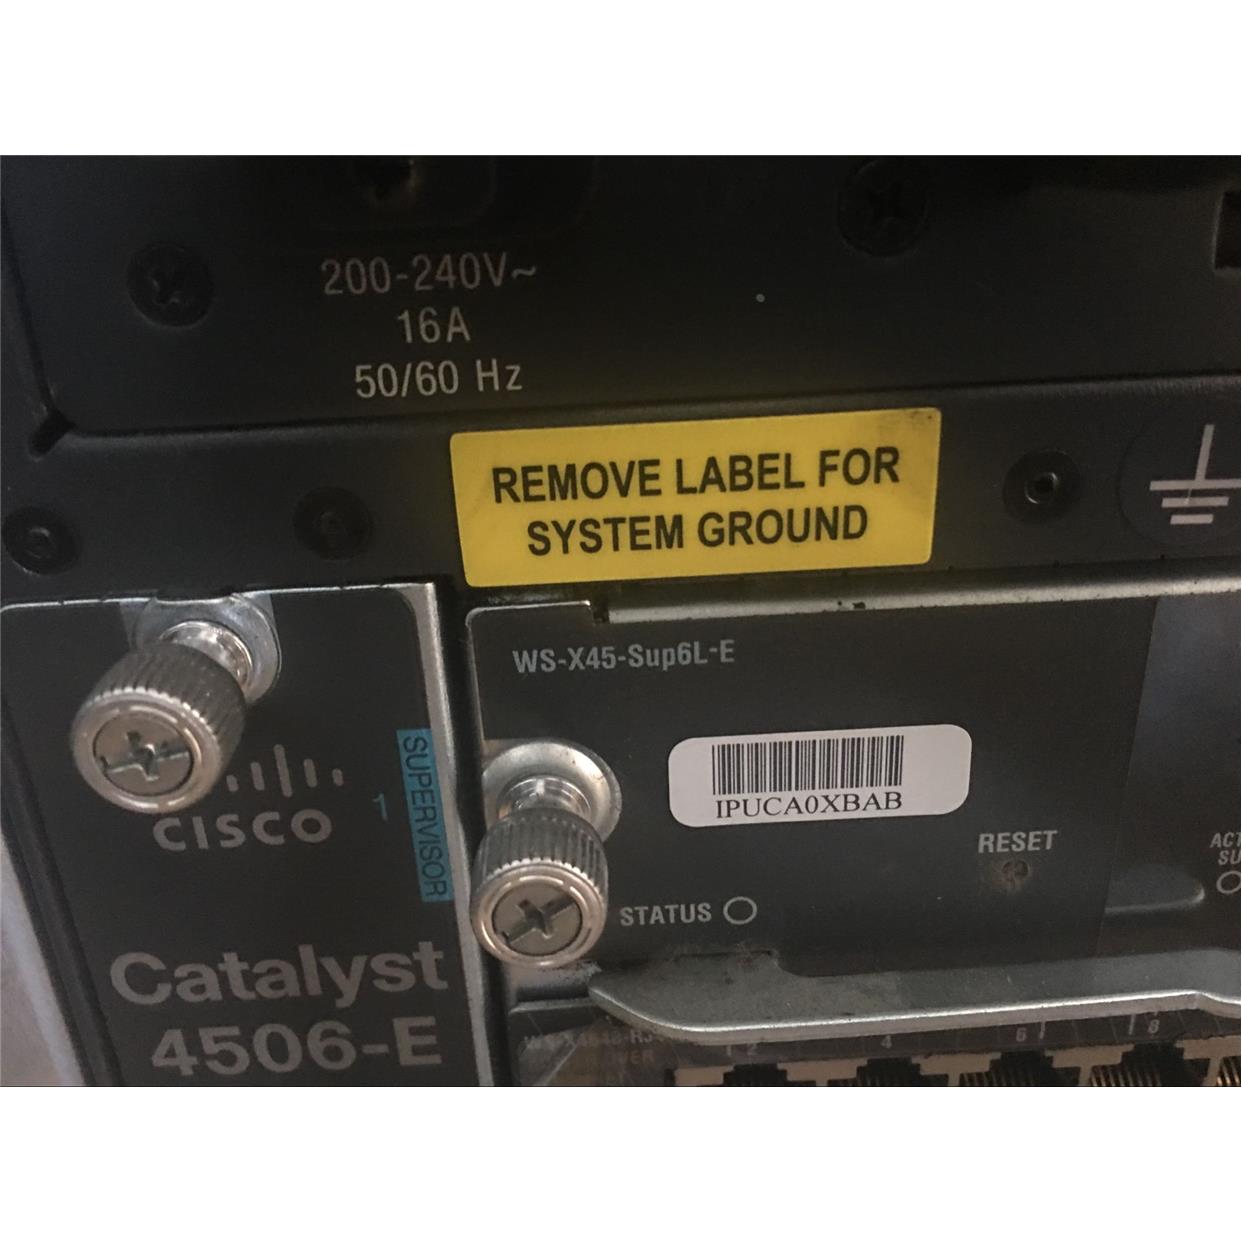 200-240V~
16A
50/60 Hz
REMOVE LABEL FOR
SYSTEM GROUND
WS-X45-Sup6L-E
IPUCA0XBAB
RESET
STATUS
CISCO
1
SUPERVISOR
Catalyst
4506-E
2
4
6
8